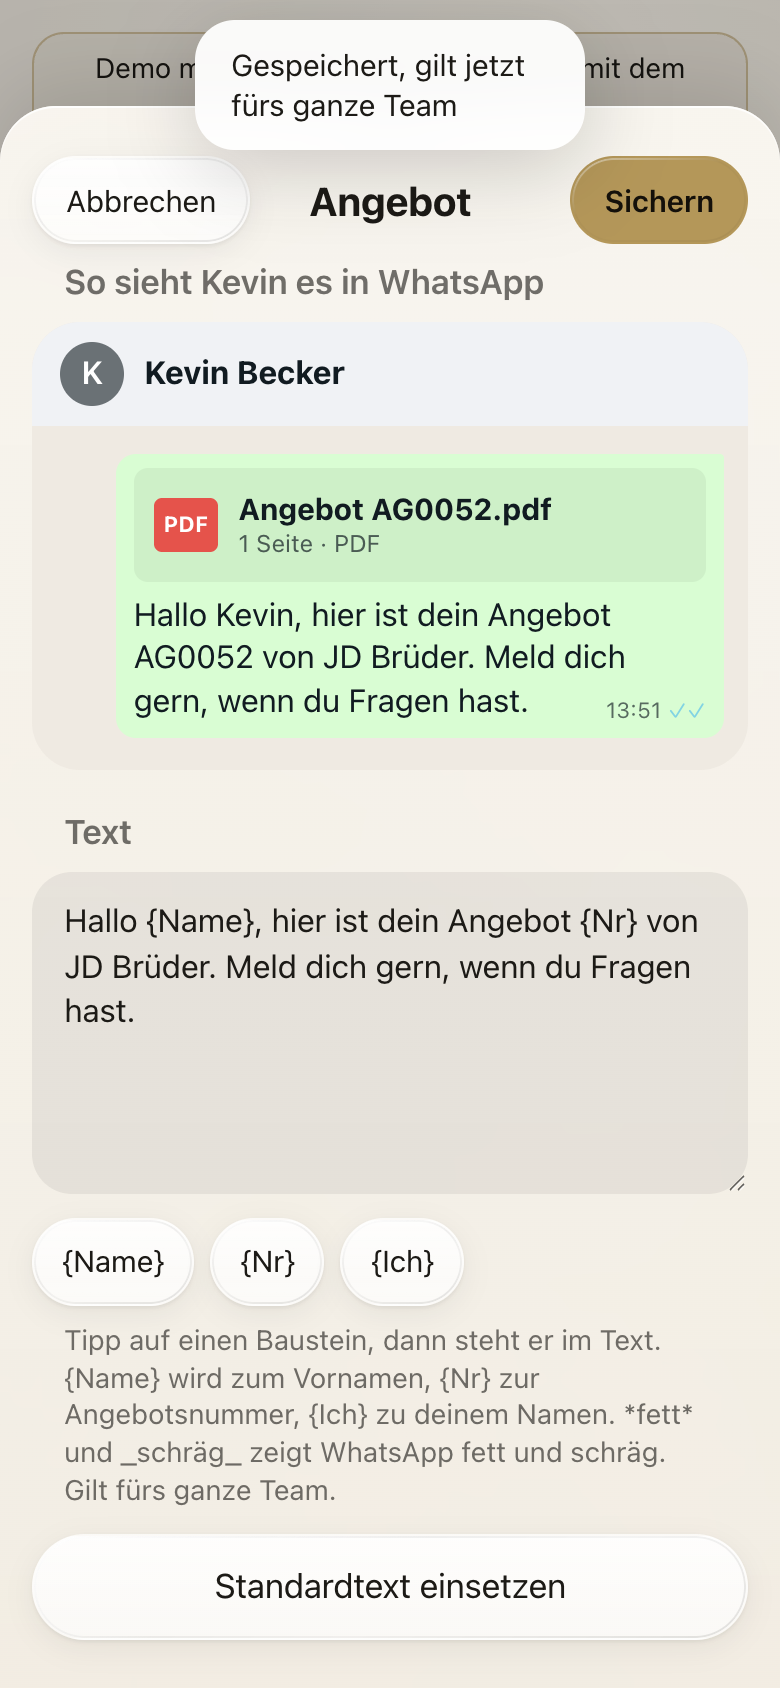 Demo m
mit dem
Gespeichert, gilt jetzt
fürs ganze Team
Abbrechen
Angebot
Sichern
So sieht Kevin es in WhatsApp
K
Kevin Becker
PDF
Angebot AG0052.pdf
1 Seite · PDF
Hallo Kevin, hier ist dein Angebot
AG0052 von JD Brüder. Meld dich
gern, wenn du Fragen hast.
13:51
Text
Hallo {Name}, hier ist dein Angebot {Nr} von
JD Brüder. Meld dich gern, wenn du Fragen
hast.
{Name}
{Nr}
{Ich}
Tipp auf einen Baustein, dann steht er im Text.
{Name} wird zum Vornamen, {Nr} zur
Angebotsnummer, {Ich} zu deinem Namen. *fett*
und _schräg_ zeigt WhatsApp fett und schräg.
Gilt fürs ganze Team.
Standardtext einsetzen